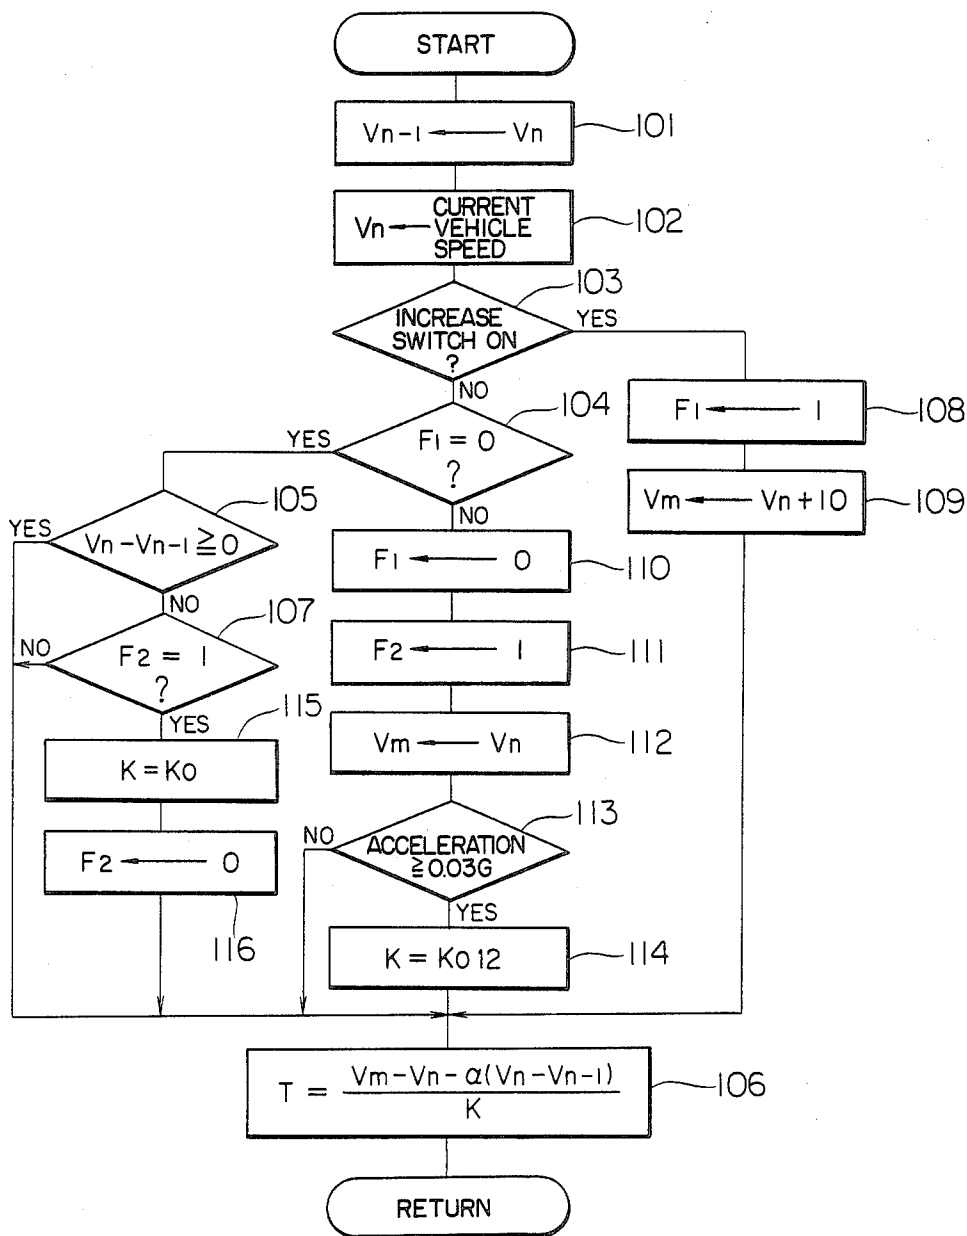 START
Vn-1 ← Vn
101
Vn ← CURRENT
VEHICLE
SPEED
102
103
INCREASE
SWITCH ON
?
YES
NO
104
F1 = 0
?
YES
NO
F1 ← 1
108
Vm ← Vn+10
109
105
YES
Vn-Vn-1 ≧ 0
NO
F1 ← 0
110
107
NO
F2 = 1
?
YES
F2 ← 1
111
115
K = Ko
Vm ← Vn
112
113
NO
ACCELERATION
≧0.03G
YES
F2 ← 0
116
K = Ko 12
114
T = Vm-Vn-α(Vn-Vn-1)
K
106
RETURN